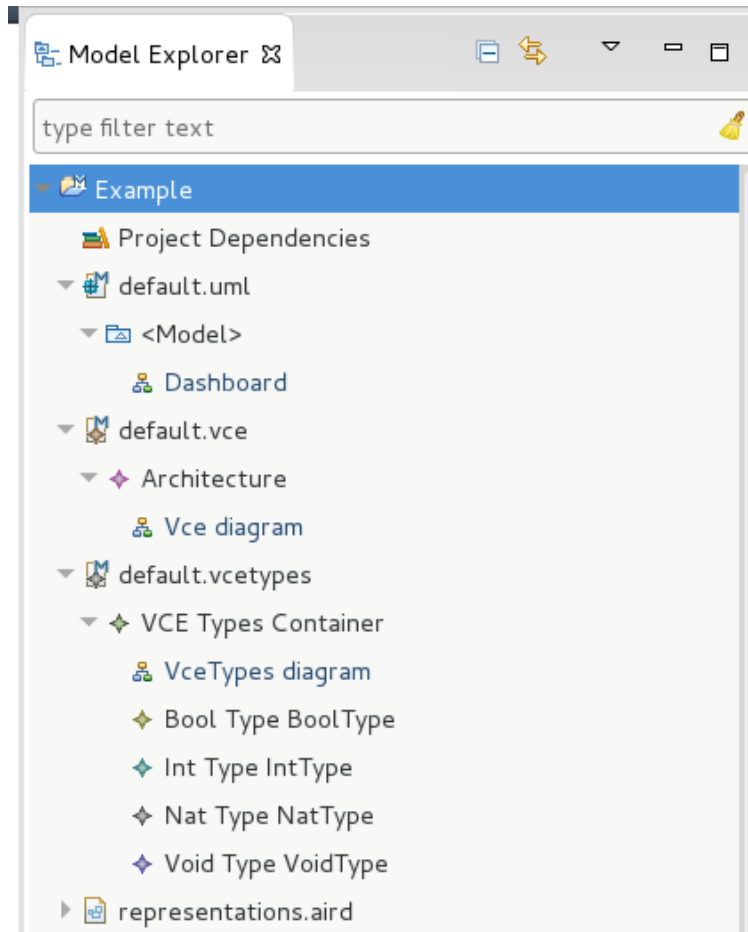 Model Explorer
type filter text
Example
Project Dependencies
default.uml
<Model>
Dashboard
default.vce
Architecture
Vce diagram
default.vcetypes
VCE Types Container
VceTypes diagram
Bool Type BoolType
Int Type IntType
Nat Type NatType
Void Type VoidType
representations.aird